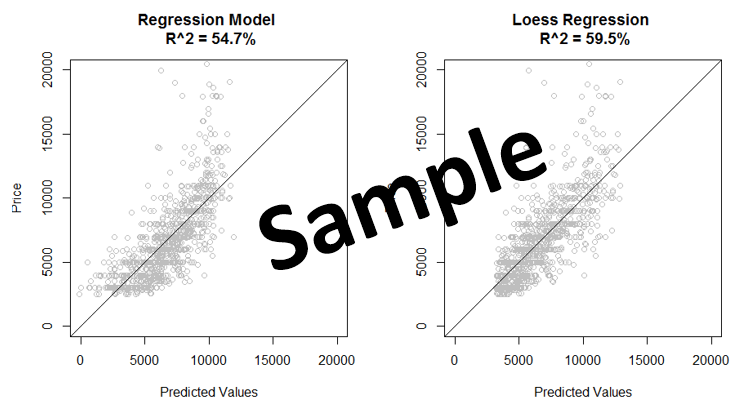 Regression Model
R^2 = 54.7%
Price
20000
15000
10000
5000
0
0 5000 10000 15000 20000
Predicted Values
Loess Regression
R^2 = 59.5%
20000
15000
10000
5000
0
0 5000 10000 15000 20000
Predicted Values
Sample